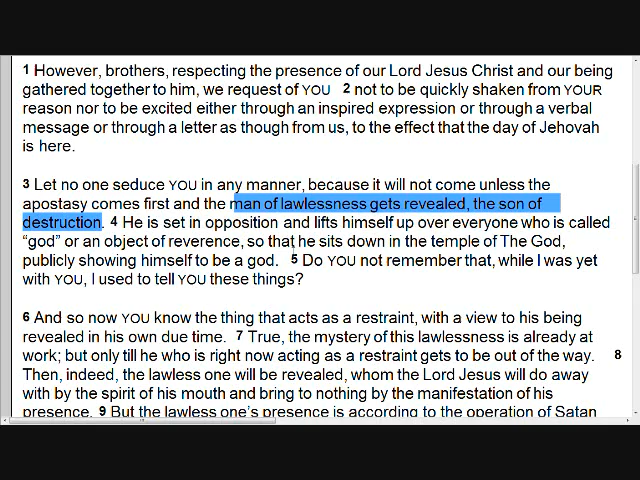 1 However, brothers, respecting the presence of our Lord Jesus Christ and our being
gathered together to him, we request of YOU 2 not to be quickly shaken from YOUR
reason nor to be excited either through an inspired expression or through a verbal
message or through a letter as though from us, to the effect that the day of Jehovah
is here.
3 Let no one seduce YOU in any manner, because it will not come unless the
apostasy comes first and the man of lawlessness gets revealed, the son of
destruction. 4 He is set in opposition and lifts himself up over everyone who is called
“god” or an object of reverence, so that he sits down in the temple of The God,
publicly showing himself to be a god. 5 Do YOU not remember that, while I was yet
with YOU, I used to tell YOU these things?
6 And so now YOU know the thing that acts as a restraint, with a view to his being
revealed in his own due time. 7 True, the mystery of this lawlessness is already at
work; but only till he who is right now acting as a restraint gets to be out of the way. 8
Then, indeed, the lawless one will be revealed, whom the Lord Jesus will do away
with by the spirit of his mouth and bring to nothing by the manifestation of his
presence. 9 But the lawless one’s presence is according to the operation of Satan